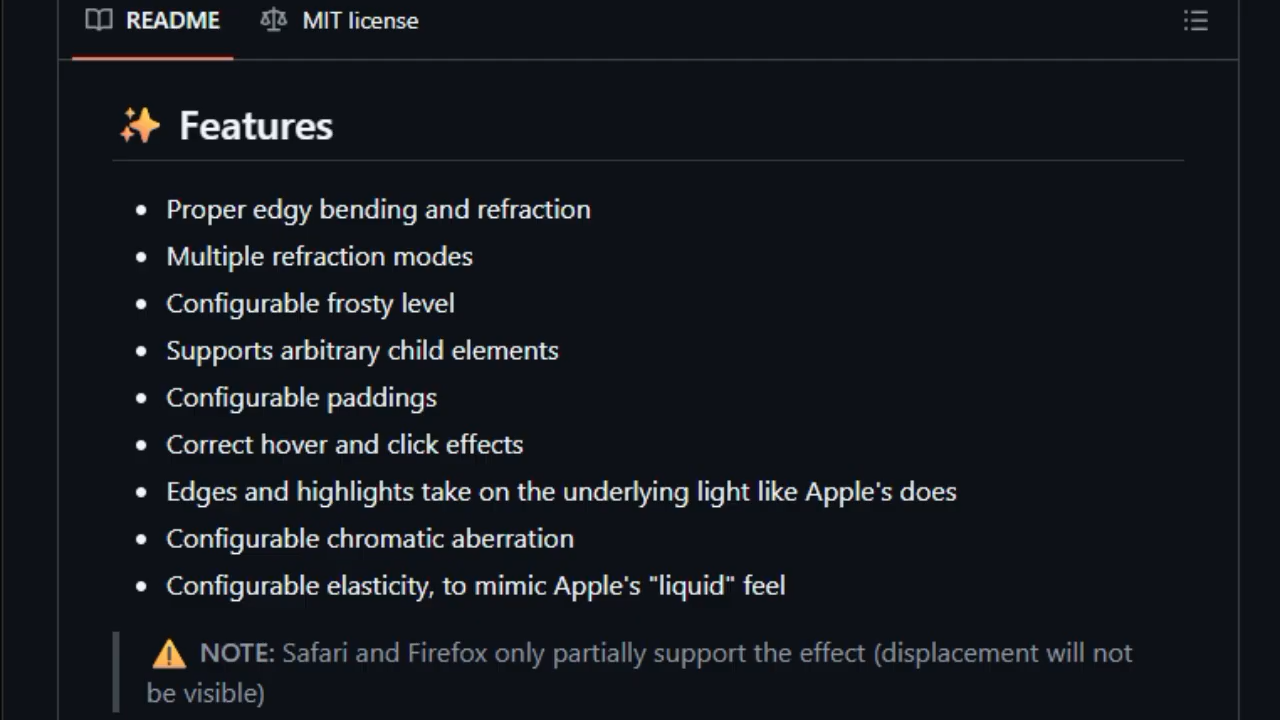 README MIT license
✨ Features
• Proper edgy bending and refraction
• Multiple refraction modes
• Configurable frosty level
• Supports arbitrary child elements
• Configurable paddings
• Correct hover and click effects
• Edges and highlights take on the underlying light like Apple's does
• Configurable chromatic aberration
• Configurable elasticity, to mimic Apple's "liquid" feel
⚠️ NOTE: Safari and Firefox only partially support the effect (displacement will not
be visible)